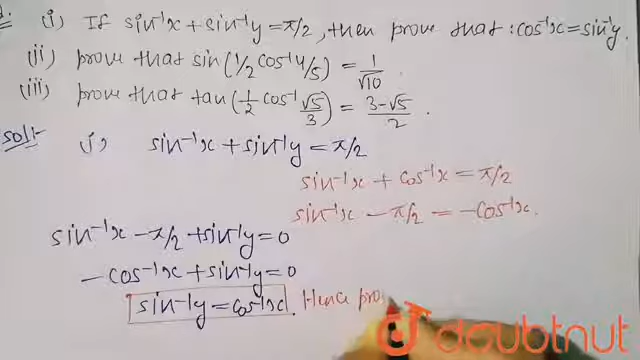 (i) If sin⁻¹x + sin⁻¹y = π/2, then prove that : cos⁻¹x = sin⁻¹y.
(ii) prove that sin(1/2 cos⁻¹ 4/5) = 1/√10.
(iii) prove that tan(1/2 cos⁻¹ √5/3) = (3-√5)/2.
Sol:- (i) sin⁻¹x + sin⁻¹y = π/2
sin⁻¹x + cos⁻¹x = π/2
sin⁻¹x - π/2 = -cos⁻¹x.
sin⁻¹x - π/2 + sin⁻¹y = 0
-cos⁻¹x + sin⁻¹y = 0
sin⁻¹y = cos⁻¹x. Hence pro
doubtnut